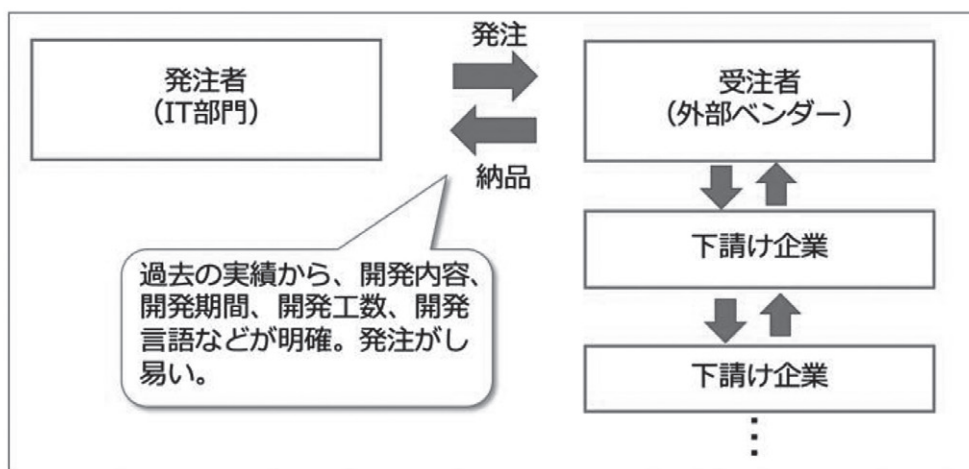 発注
発注者
(IT部門)
受注者
(外部ベンダー)
納品
下請け企業
過去の実績から、開発内容、
開発期間、開発工数、開発
言語などが明確。発注がし
易い。
下請け企業